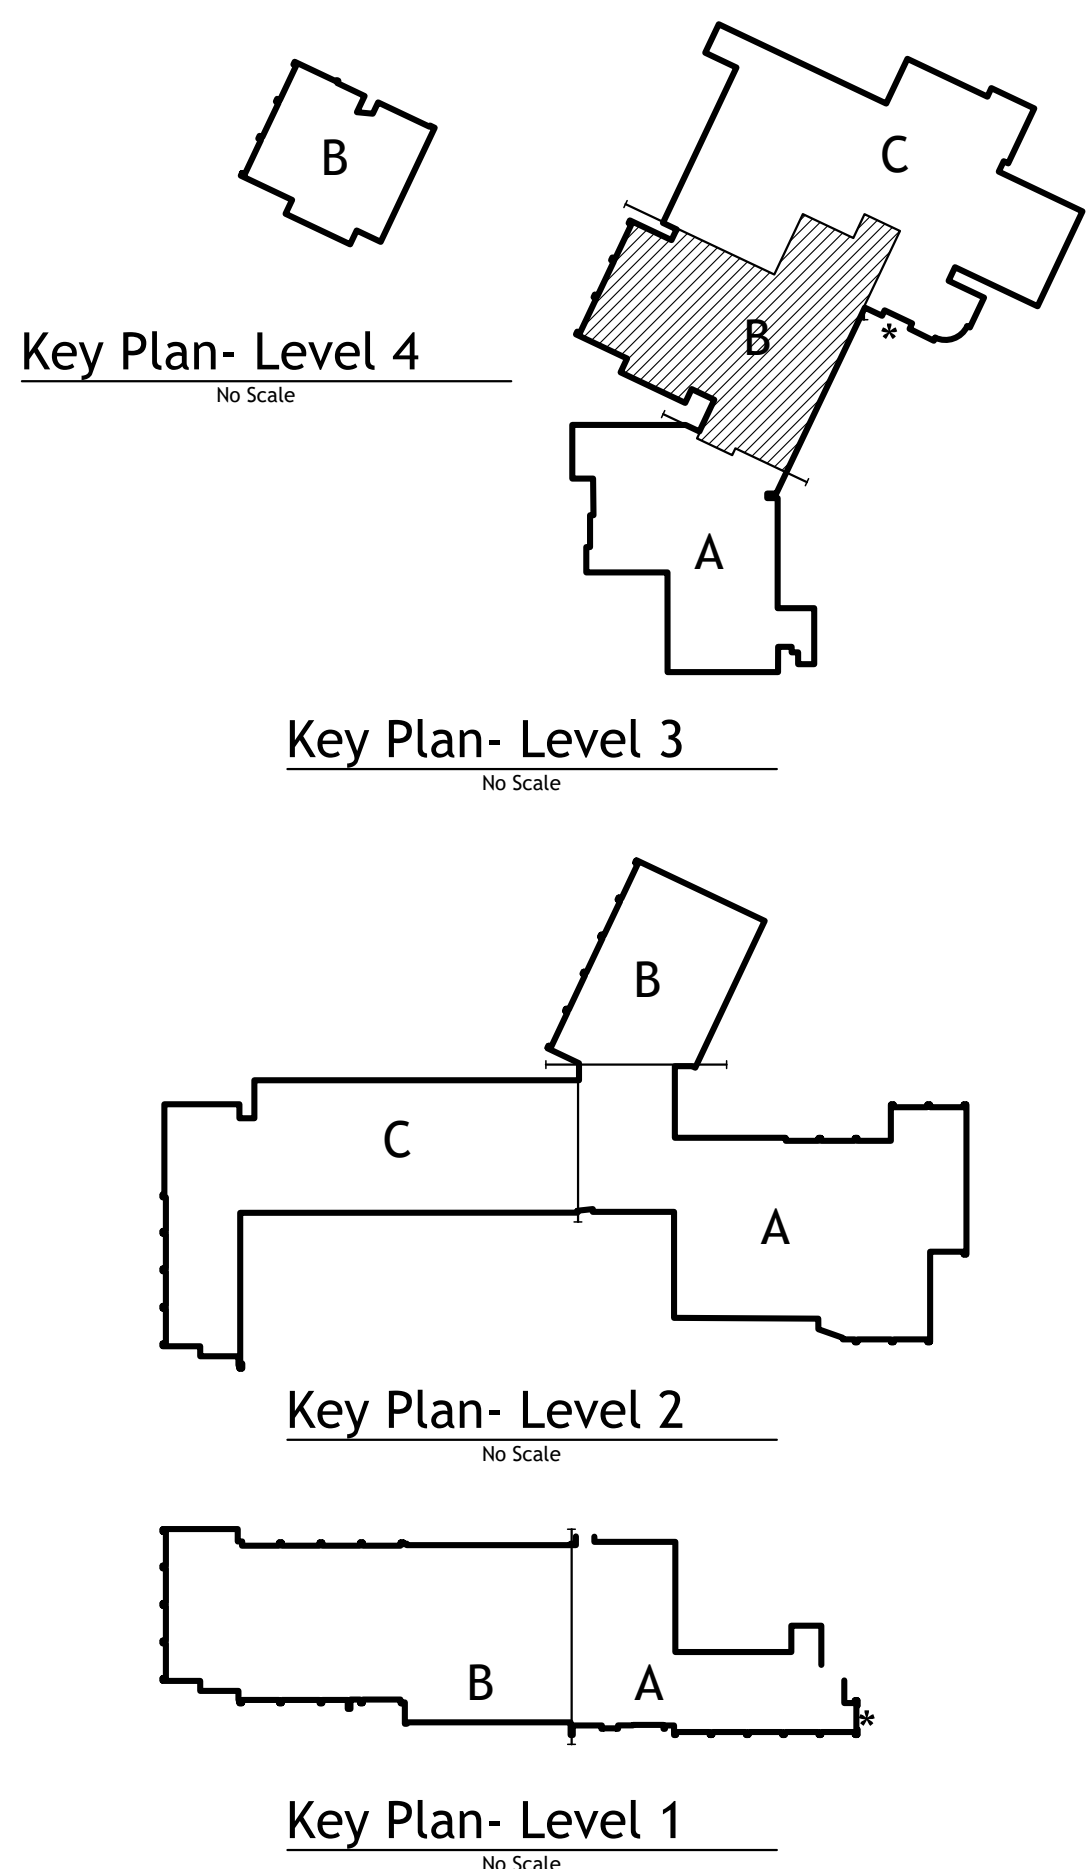 B
Key Plan- Level 4
No Scale
C
B
*
A
Key Plan- Level 3
No Scale
B
C
A
Key Plan- Level 2
No Scale
B
A
*
Key Plan- Level 1
No Scale